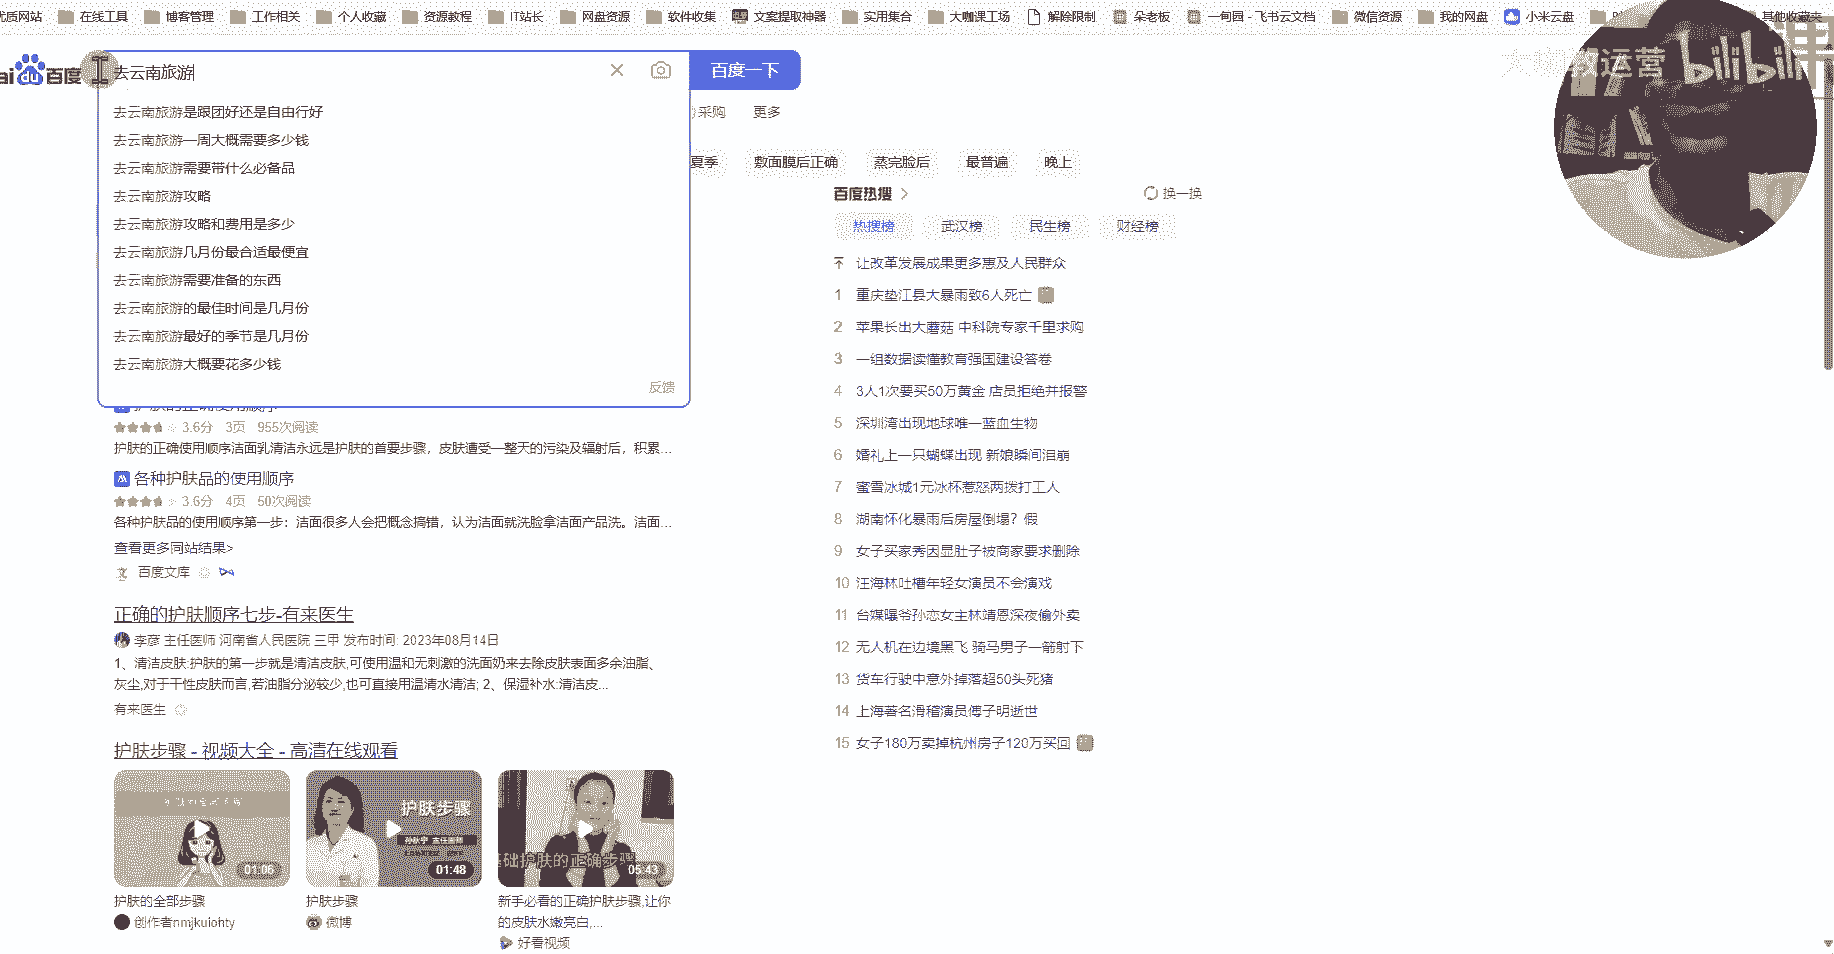 优质网站 在线工具 博客管理 工作相关 个人收藏 资源教程 IT站长 网盘资源 软件收集 文案提取神器 实用集合 大咖课工场 解除限制 朵老板 一甸园 - 飞书云文档 微信资源 我的网盘 小米云盘 其他收藏夹
教运营 bilibili
Bai du 百度 去云南旅游 百度一下
去云南旅游是跟团好还是自由行好 采购 更多
去云南旅游一周大概需要多少钱
去云南旅游需要带什么必备品 夏季 敷面膜后正确 蒸完脸后 最普遍 晚上
去云南旅游攻略
去云南旅游攻略和费用是多少
去云南旅游几月份最合适最便宜
去云南旅游需要准备的东西
去云南旅游的最佳时间是几月份
去云南旅游最好的季节是几月份
去云南旅游大概要花多少钱
反馈
护肤的正确使用顺序
3.6分 3页 955次阅读
护肤的正确使用顺序洁面乳清洁永远是护肤的首要步骤，皮肤遭受一整天的污染及辐射后，积累...
各种护肤品的使用顺序
3.6分 4页 50次阅读
各种护肤品的使用顺序第一步：洁面很多人会把概念搞错，认为洁面就洗脸拿洁面产品洗。洁面...
查看更多同站结果>
百度文库
正确的护肤顺序七步-有来医生
李彦 主任医师 河南省人民医院 三甲 发布时间: 2023年08月14日
1、清洁皮肤:护肤的第一步就是清洁皮肤,可使用温和无刺激的洗面奶来去除皮肤表面多余油脂、
灰尘,对于干性皮肤而言,若油脂分泌较少,也可直接用温清水清洁; 2、保湿补水:清洁皮...
有来医生
护肤步骤 - 视频大全 - 高清在线观看
01:06
护肤步骤
01:48
基础护肤的正确步骤
05:43
护肤的全部步骤
创作者nmjkuiohty
护肤步骤
微博
新手必看的正确护肤步骤,让你
的皮肤水嫩亮白,...
好看视频
百度热搜 > 换一换
热搜榜 武汉榜 民生榜 财经榜
让改革发展成果更多惠及人民群众
1 重庆垫江县大暴雨致6人死亡
2 苹果长出大蘑菇 中科院专家千里求购
3 一组数据读懂教育强国建设答卷
4 3人1次要买50万黄金 店员拒绝并报警
5 深圳湾出现地球唯一蓝血生物
6 婚礼上一只蝴蝶出现 新娘瞬间泪崩
7 蜜雪冰城1元冰杯惹怒两拨打工人
8 湖南怀化暴雨后房屋倒塌？假
9 女子买家秀因显肚子被商家要求删除
10 汪海林吐槽年轻女演员不会演戏
11 台媒曝爷孙恋女主林靖恩深夜偷外卖
12 无人机在边境黑飞 骑马男子一箭射下
13 货车行驶中意外掉落超50头死猪
14 上海著名滑稽演员傅子明逝世
15 女子180万卖掉杭州房子120万买回